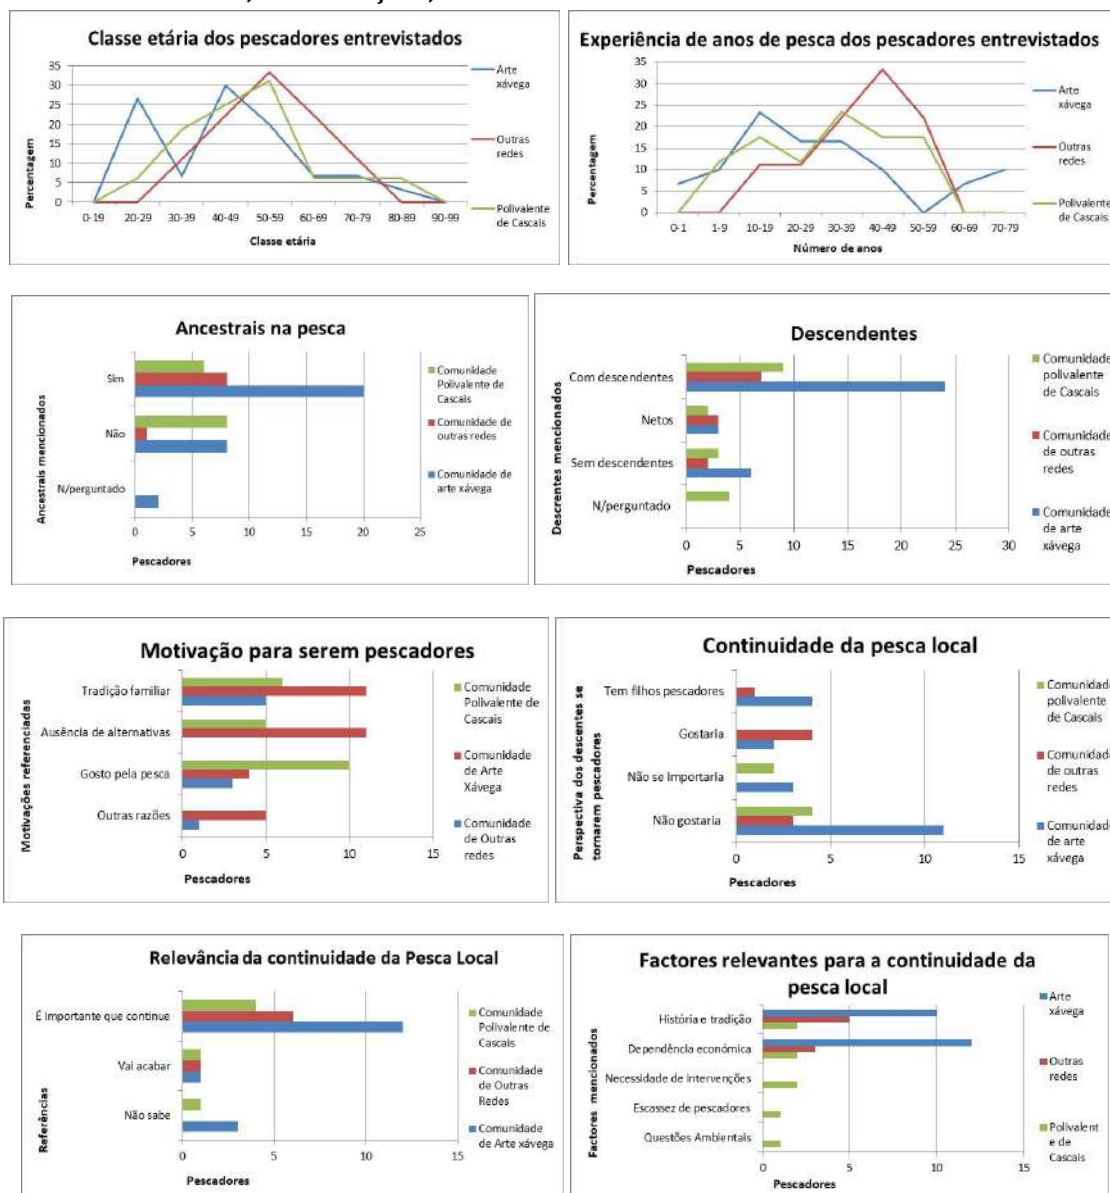 Classe etária dos pescadores entrevistados
35
30
25
20
15
10
5
0
Percentagem
0-19 20-29 30-39 40-49 50-59 60-69 70-79 80-89 90-99
Classe etária
Arte
xávega
Outras
redes
Polivalente
de Cascais
Experiência de anos de pesca dos pescadores entrevistados
35
30
25
20
15
10
5
0
Percentagem
0-1 1-9 10-19 20-29 30-39 40-49 50-59 60-69 70-79
Número de anos
Arte
xávega
Outras
redes
Polivalente
de Cascais
Ancestrais na pesca
Ancestrais mencionados
Sim
Não
N/perguntado
0 5 10 15 20 25
Pescadores
Comunidade
Polivalente de
Cascais
Comunidade de
outras redes
Comunidade de
arte xávega
Descendentes
Descrentes mencionados
Com descendentes
Netos
Sem descendentes
N/perguntado
0 5 10 15 20 25 30
Pescadores
Comunidade
polivalente
de Cascais
Comunidade
de outras
redes
Comunidade
de arte
xávega
Motivação para serem pescadores
Motivações referenciadas
Tradição familiar
Ausência de alternativas
Gosto pela pesca
Outras razões
0 5 10 15
Pescadores
Comunidade
Polivalente de
Cascais
Comunidade
de Arte
Xávega
Comunidade
de Outras
redes
Continuidade da pesca local
Perspectiva dos descentes se
tornarem pescadores
Tem filhos pescadores
Gostaria
Não se Importaria
Não gostaria
0 5 10 15
Pescadores
Comunidade
polivalente
de Cascais
Comunidade
de outras
redes
Comunidade
de arte
xávega
Relevância da continuidade da Pesca Local
Referências
É importante que continue
Vai acabar
Não sabe
0 5 10 15
Comunidade
Polivalente de
Cascais
Comunidade
de Outras
Redes
Comunidade
de Arte xávega
Factores relevantes para a continuidade da
pesca local
Factores mencionados
História e tradição
Dependência económica
Necessidade de Intervenções
Escassez de pescadores
Questões Ambientais
0 5 10 15
Pescadores
Arte
xávega
Outras
redes
Polivalent
e de
Cascais